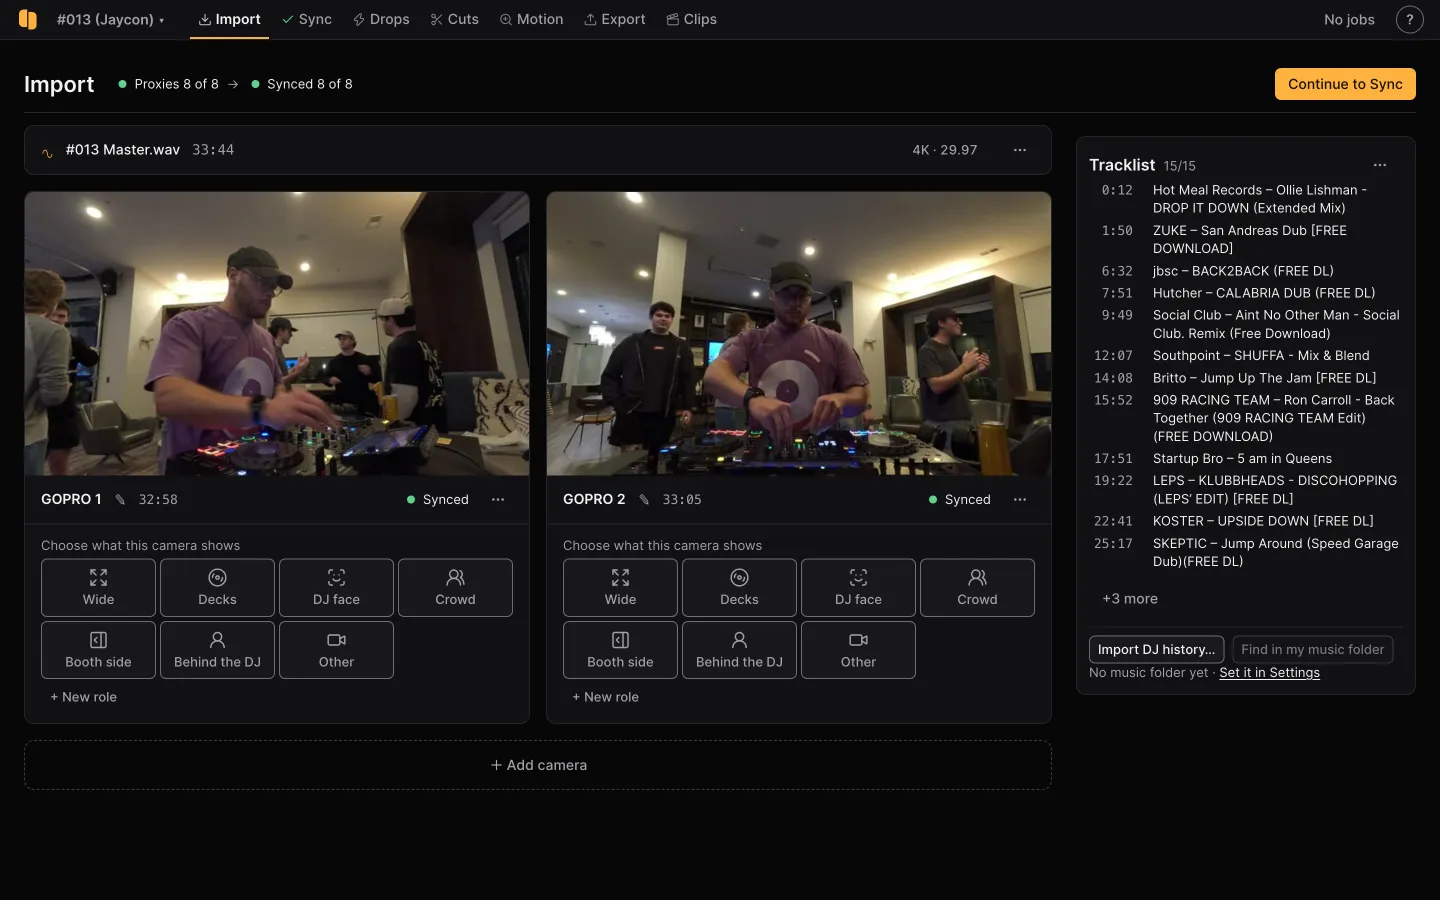 #013 (Jaycon) ▾ Import Sync Drops Cuts Motion Export Clips No jobs ?
Import Proxies 8 of 8 → Synced 8 of 8 Continue to Sync
#013 Master.wav 33:44 4K · 29.97 ···
GOPRO 1 32:58 Synced ···
Choose what this camera shows
Wide Decks DJ face Crowd
Booth side Behind the DJ Other
+ New role
GOPRO 2 33:05 Synced ···
Choose what this camera shows
Wide Decks DJ face Crowd
Booth side Behind the DJ Other
+ New role
+ Add camera
Tracklist 15/15 ···
0:12 Hot Meal Records – Ollie Lishman -
DROP IT DOWN (Extended Mix)
1:50 ZUKE – San Andreas Dub [FREE
DOWNLOAD]
6:32 jbsc – BACK2BACK (FREE DL)
7:51 Hutcher – CALABRIA DUB (FREE DL)
9:49 Social Club – Aint No Other Man - Social
Club. Remix (Free Download)
12:07 Southpoint – SHUFFA - Mix & Blend
14:08 Britto – Jump Up The Jam [FREE DL]
15:52 909 RACING TEAM – Ron Carroll - Back
Together (909 RACING TEAM Edit)
(FREE DOWNLOAD)
17:51 Startup Bro – 5 am in Queens
19:22 LEPS – KLUBBHEADS - DISCOHOPPING
(LEPS' EDIT) [FREE DL]
22:41 KOSTER – UPSIDE DOWN [FREE DL]
25:17 SKEPTIC – Jump Around (Speed Garage
Dub)(FREE DL)
+3 more
Import DJ history... Find in my music folder
No music folder yet · Set it in Settings